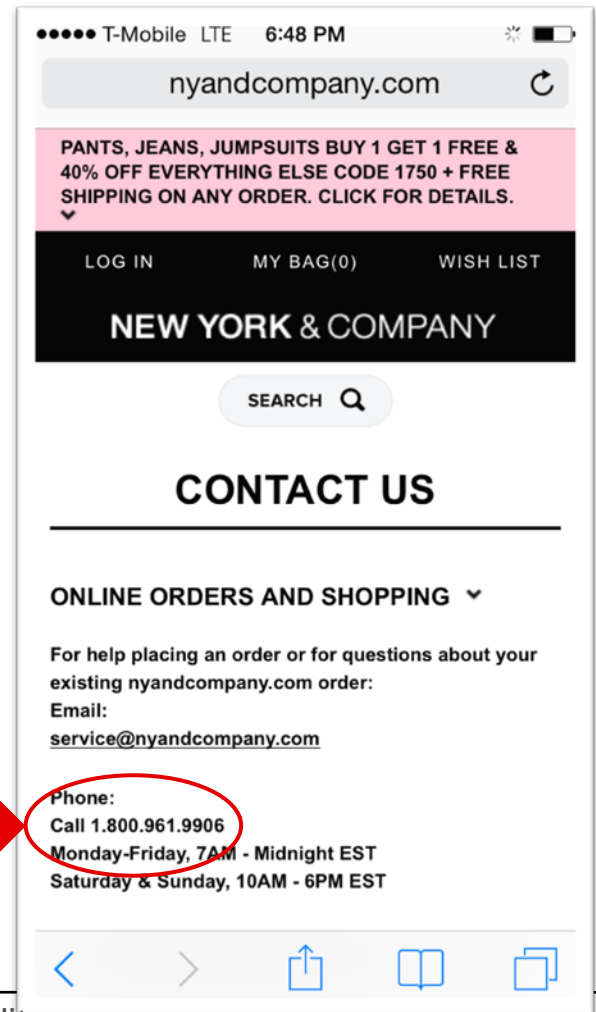 T-Mobile LTE 6:48 PM
nyandcompany.com
PANTS, JEANS, JUMPSUITS BUY 1 GET 1 FREE &
40% OFF EVERYTHING ELSE CODE 1750 + FREE
SHIPPING ON ANY ORDER. CLICK FOR DETAILS.
LOG IN MY BAG(0) WISH LIST
NEW YORK & COMPANY
SEARCH
CONTACT US
ONLINE ORDERS AND SHOPPING
For help placing an order or for questions about your
existing nyandcompany.com order:
Email:
service@nyandcompany.com
Phone:
Call 1.800.961.9906
Monday-Friday, 7AM - Midnight EST
Saturday & Sunday, 10AM - 6PM EST